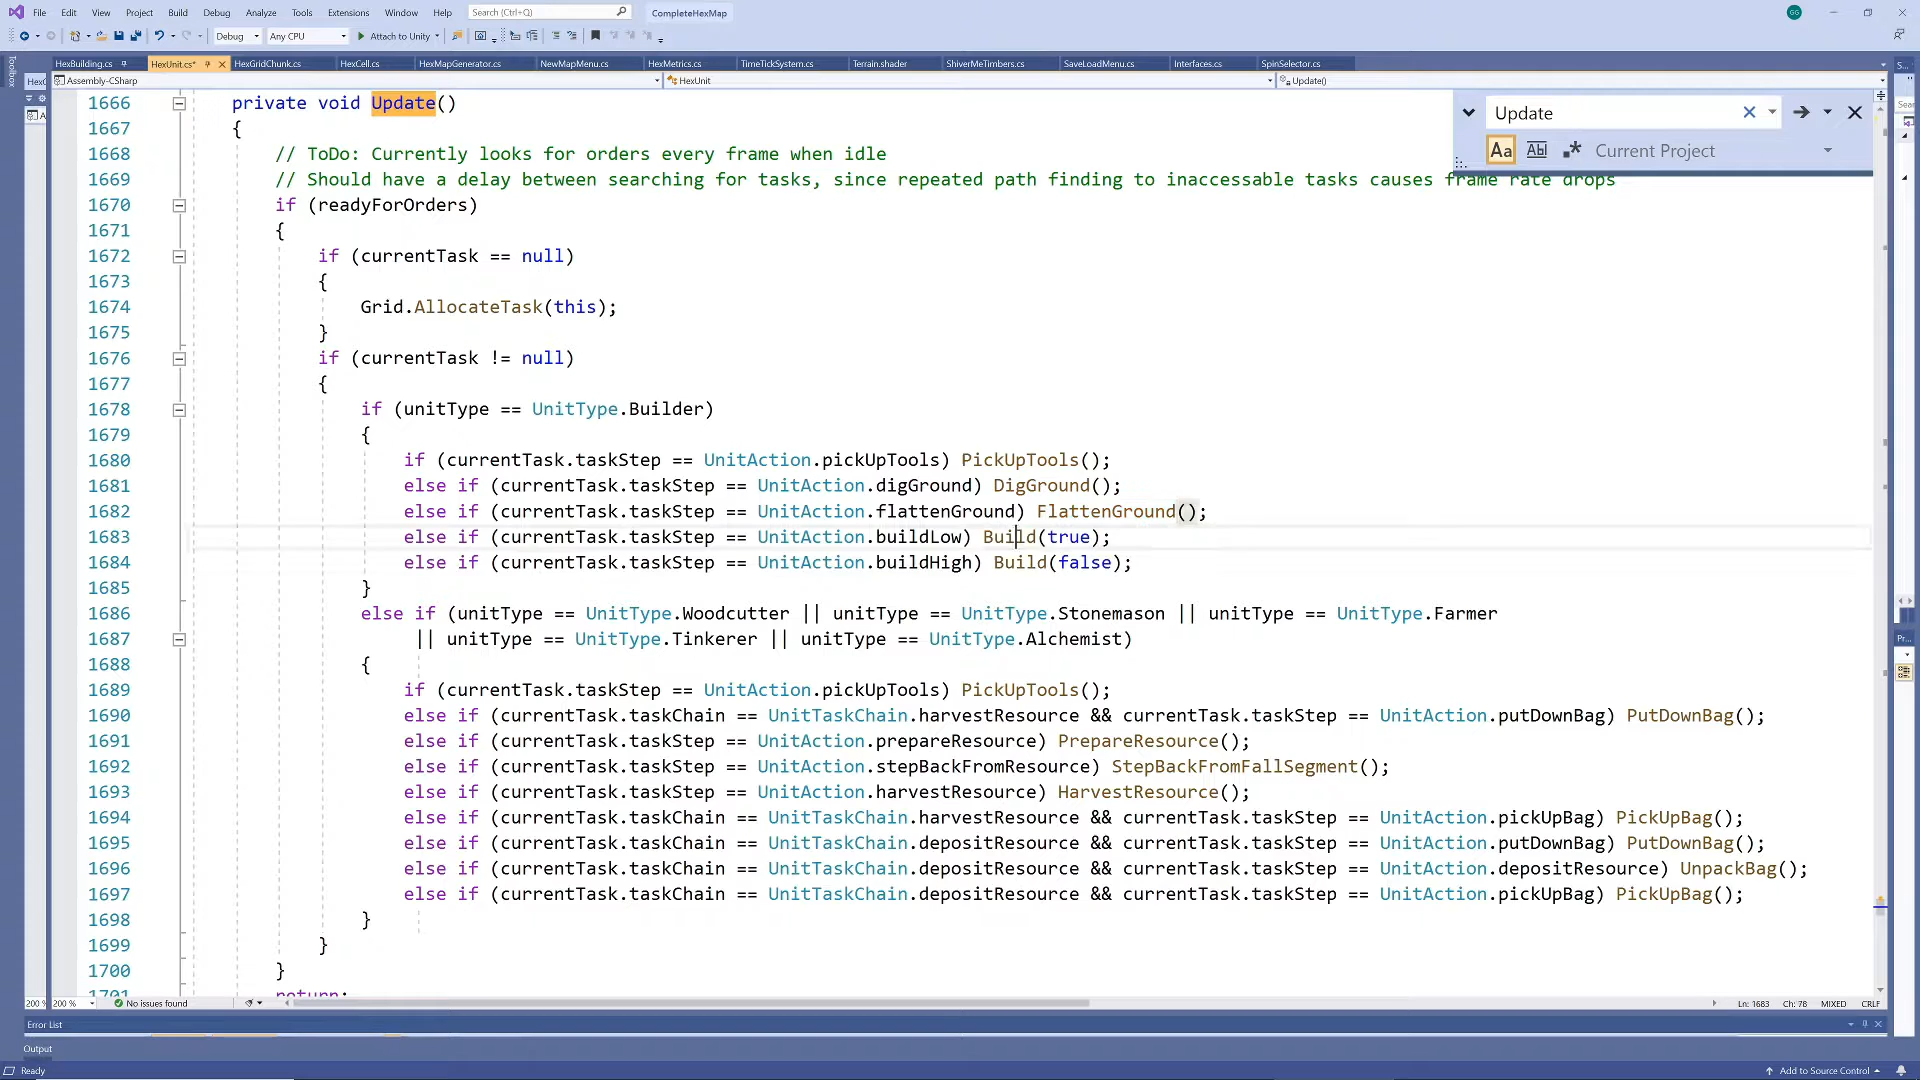 File Edit View Project Build Debug Analyze Tools Extensions Window Help Search (Ctrl+Q) CompleteHexMap GG
Debug Any CPU Attach to Unity
HexBuilding.cs HexUnit.cs* HexGridChunk.cs HexCell.cs HexMapGenerator.cs NewMapMenu.cs HexMetrics.cs TimeTickSystem.cs Terrain.shader ShiverMeTimbers.cs SaveLoadMenu.cs Interfaces.cs SpinSelector.cs
Toolbox
Assembly-CSharp HexUnit Update()
Update
Aa Abl .* Current Project
1666 private void Update()
1667 {
1668 // ToDo: Currently looks for orders every frame when idle
1669 // Should have a delay between searching for tasks, since repeated path finding to inaccessable tasks causes frame rate drops
1670 if (readyForOrders)
1671 {
1672 if (currentTask == null)
1673 {
1674 Grid.AllocateTask(this);
1675 }
1676 if (currentTask != null)
1677 {
1678 if (unitType == UnitType.Builder)
1679 {
1680 if (currentTask.taskStep == UnitAction.pickUpTools) PickUpTools();
1681 else if (currentTask.taskStep == UnitAction.digGround) DigGround();
1682 else if (currentTask.taskStep == UnitAction.flattenGround) FlattenGround();
1683 else if (currentTask.taskStep == UnitAction.buildLow) Build(true);
1684 else if (currentTask.taskStep == UnitAction.buildHigh) Build(false);
1685 }
1686 else if (unitType == UnitType.Woodcutter || unitType == UnitType.Stonemason || unitType == UnitType.Farmer
1687 || unitType == UnitType.Tinkerer || unitType == UnitType.Alchemist)
1688 {
1689 if (currentTask.taskStep == UnitAction.pickUpTools) PickUpTools();
1690 else if (currentTask.taskChain == UnitTaskChain.harvestResource && currentTask.taskStep == UnitAction.putDownBag) PutDownBag();
1691 else if (currentTask.taskStep == UnitAction.prepareResource) PrepareResource();
1692 else if (currentTask.taskStep == UnitAction.stepBackFromResource) StepBackFromFallSegment();
1693 else if (currentTask.taskStep == UnitAction.harvestResource) HarvestResource();
1694 else if (currentTask.taskChain == UnitTaskChain.harvestResource && currentTask.taskStep == UnitAction.pickUpBag) PickUpBag();
1695 else if (currentTask.taskChain == UnitTaskChain.depositResource && currentTask.taskStep == UnitAction.putDownBag) PutDownBag();
1696 else if (currentTask.taskChain == UnitTaskChain.depositResource && currentTask.taskStep == UnitAction.depositResource) UnpackBag();
1697 else if (currentTask.taskChain == UnitTaskChain.depositResource && currentTask.taskStep == UnitAction.pickUpBag) PickUpBag();
1698 }
1699 }
1700 }
1701 return;
200 % 200 % No issues found Ln: 1683 Ch: 78 MIXED CRLF
Error List
Output
Ready Add to Source Control